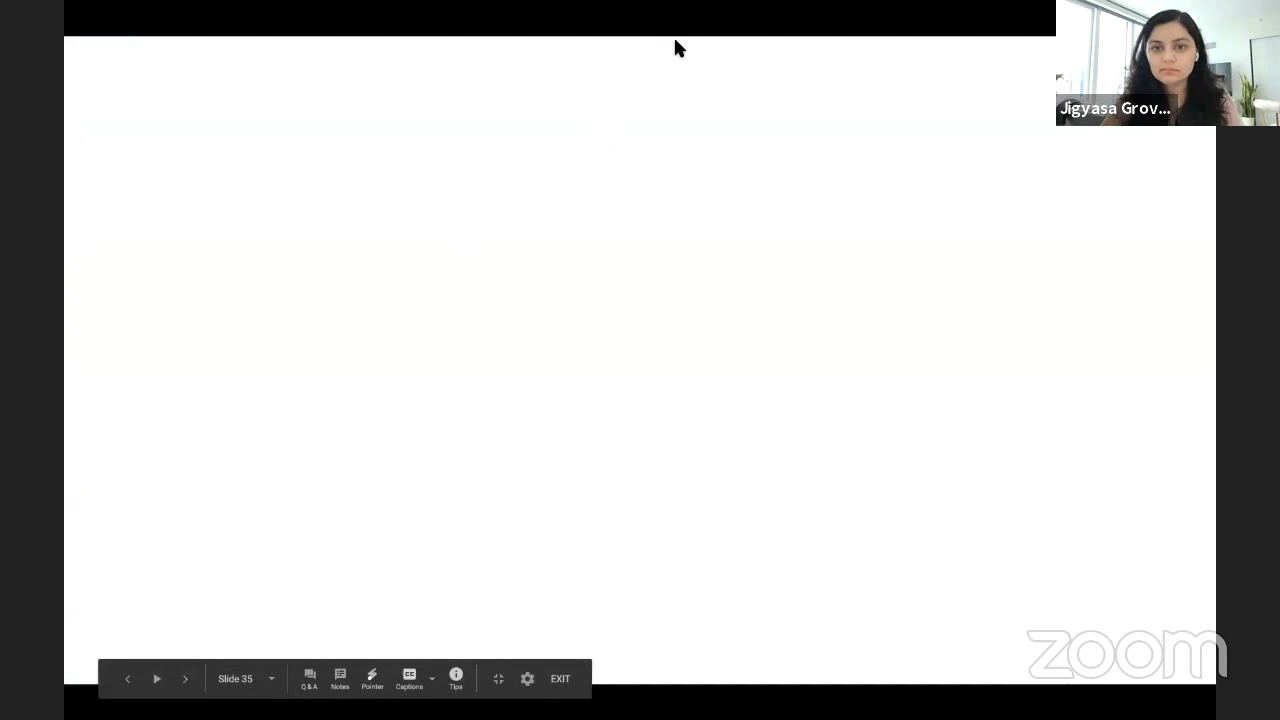 Jigyasa Grov...
zoom
Slide 35
Q & A
Notes
Pointer
Captions
Tips
EXIT